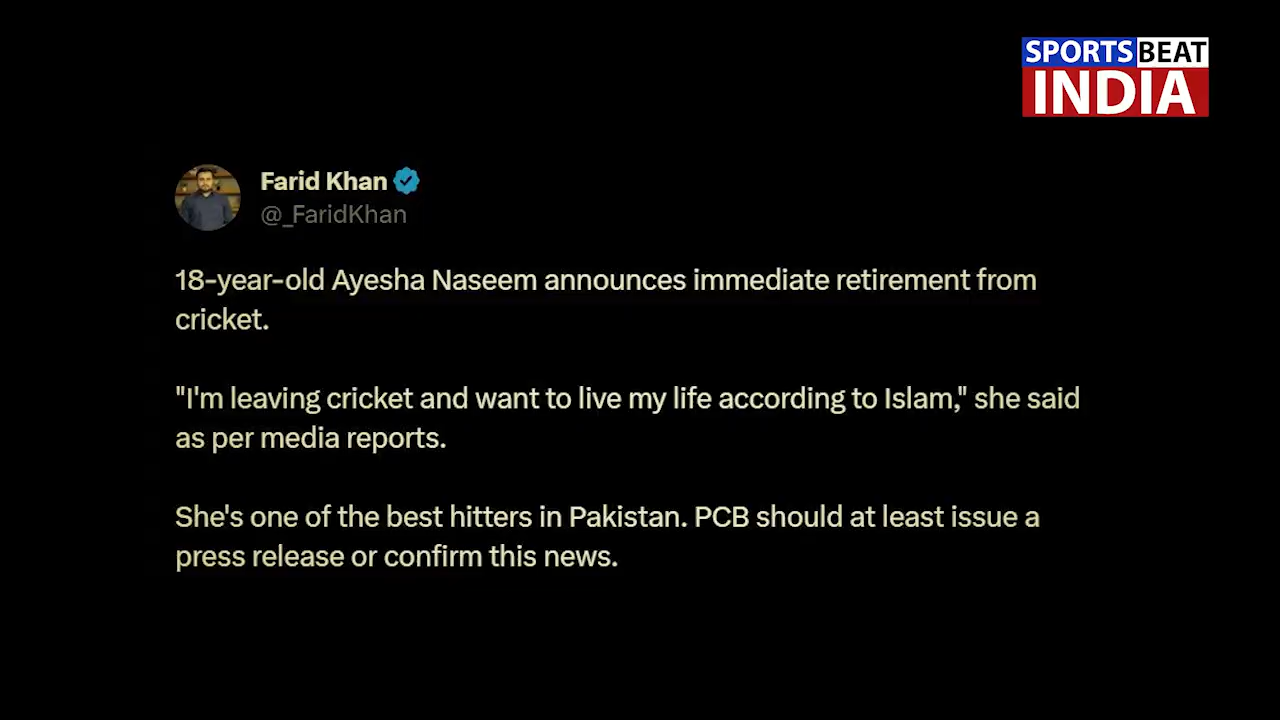 SPORTSBEAT
INDIA
Farid Khan
@_FaridKhan
18-year-old Ayesha Naseem announces immediate retirement from
cricket.
"I'm leaving cricket and want to live my life according to Islam," she said
as per media reports.
She's one of the best hitters in Pakistan. PCB should at least issue a
press release or confirm this news.